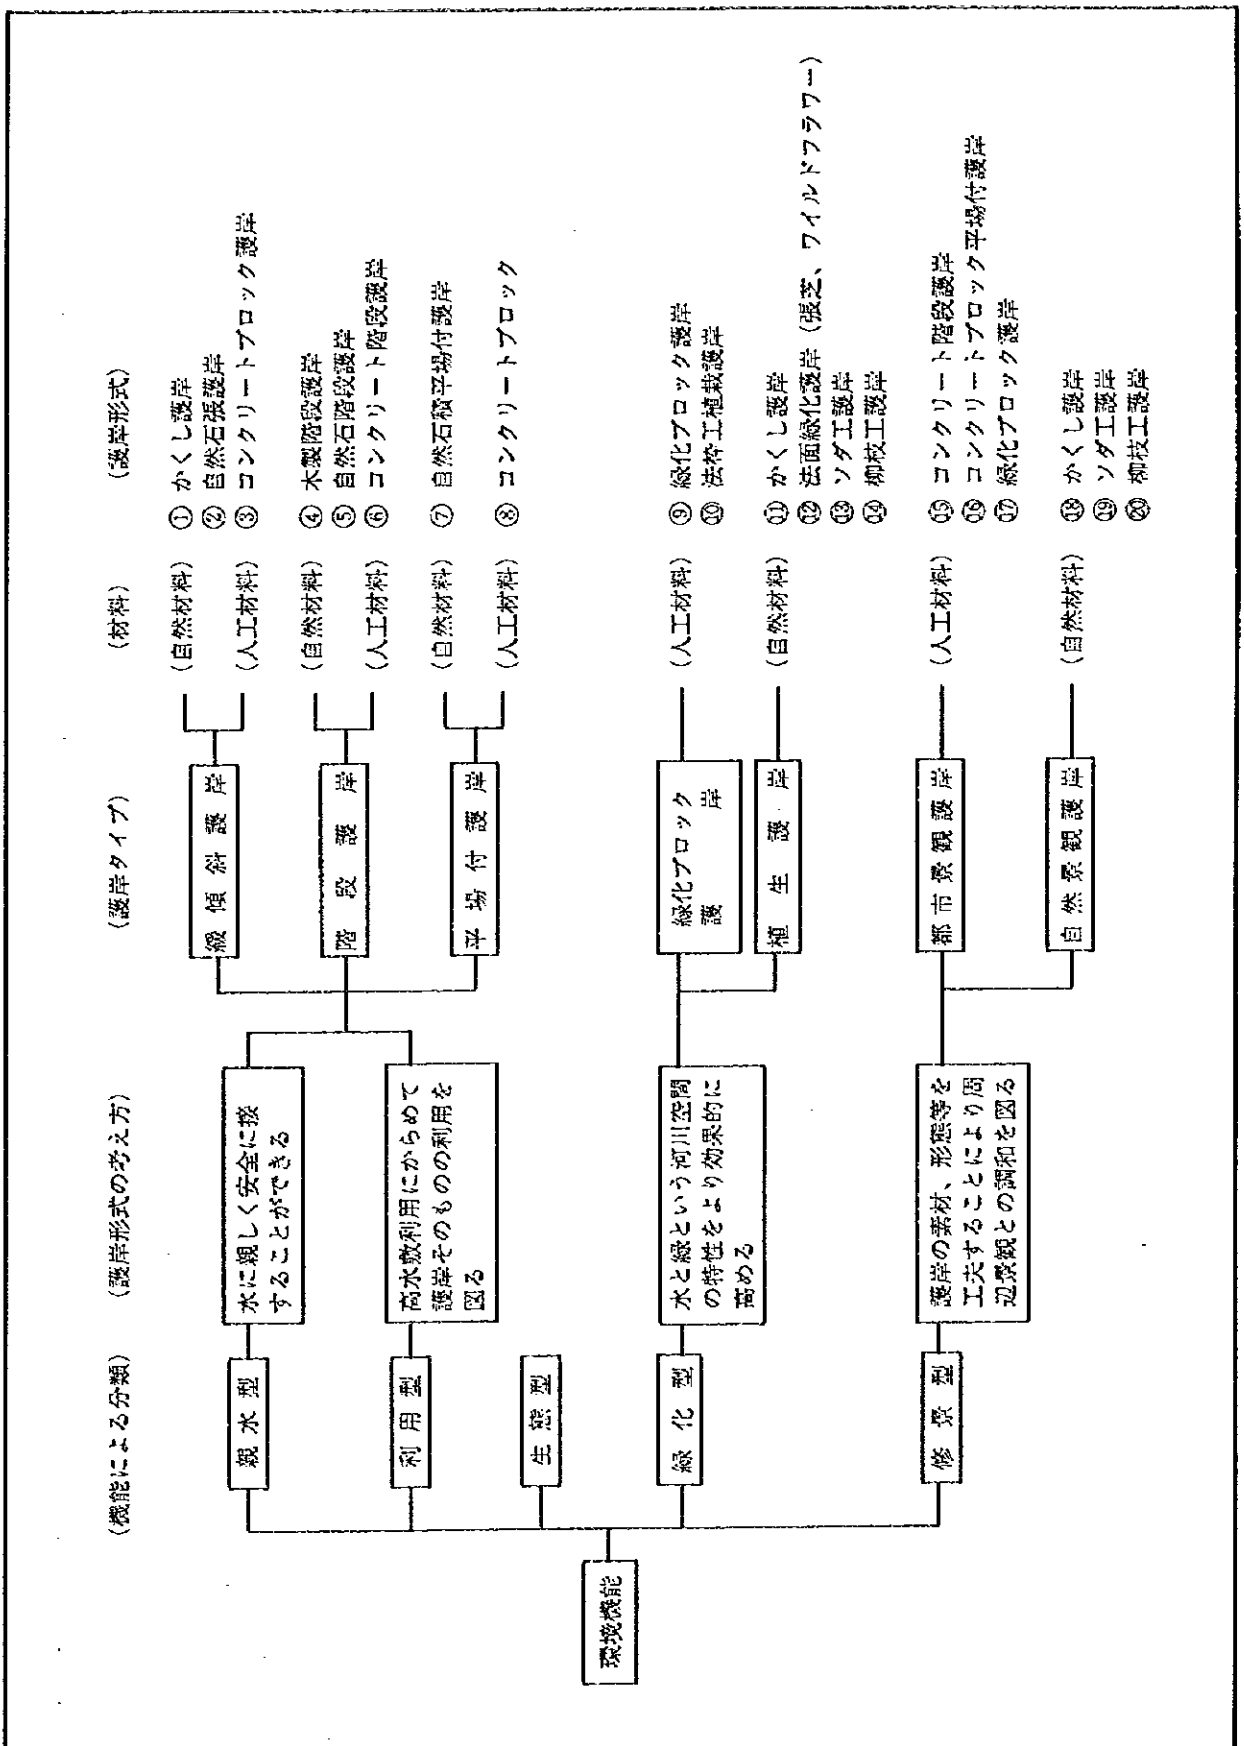 (機能による分類)
(護岸形式の考え方)
(護岸タイプ)
(材料)
(護岸形式)
環境機能
親水型
水に親しく安全に接
することができる
利用型
高水敷利用にからめて
護岸そのものの利用を
図る
緩傾斜護岸
(自然材料)
① かくし護岸
② 自然石張護岸
(人工材料)
③ コンクリートブロック護岸
階段護岸
(自然材料)
④ 木製階段護岸
⑤ 自然石階段護岸
(人工材料)
⑥ コンクリート階段護岸
平場付護岸
(自然材料)
⑦ 自然石積平場付護岸
(人工材料)
⑧ コンクリートブロック
生態型
緑化型
水と緑という河川空間
の特性をより効果的に
高める
緑化ブロック
護岸
(人工材料)
⑨ 緑化ブロック護岸
⑩ 法枠工植栽護岸
植生護岸
(自然材料)
⑪ かくし護岸
⑫ 法面緑化護岸(張芝、ワイルドフラワー)
⑬ ソダ工護岸
⑭ 柳枝工護岸
修景型
護岸の素材、形態等を
工夫することにより周
辺景観との調和を図る
都市景観護岸
(人工材料)
⑮ コンクリート階段護岸
⑯ コンクリートブロック平場付護岸
⑰ 緑化ブロック護岸
自然景観護岸
(自然材料)
⑱ かくし護岸
⑲ ソダ工護岸
⑳ 柳枝工護岸